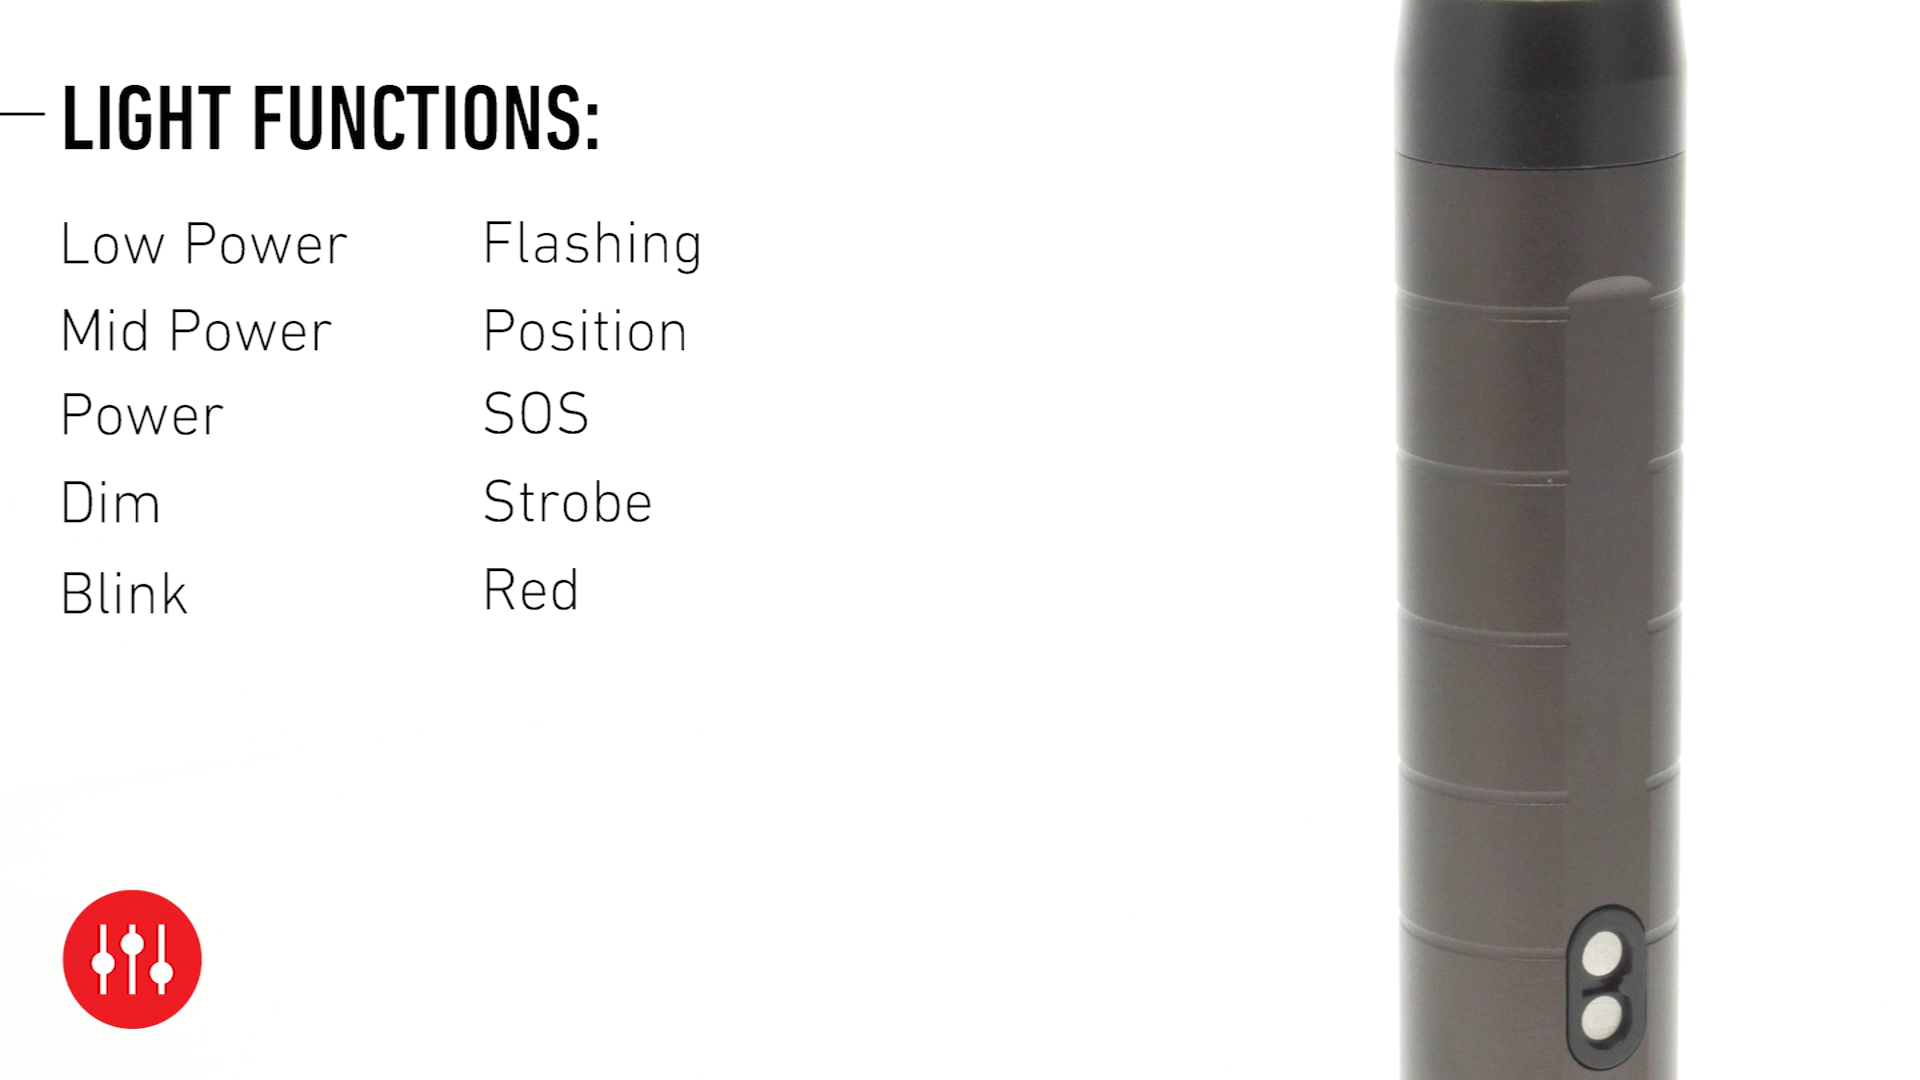 LIGHT FUNCTIONS:
Low Power
Mid Power
Power
Dim
Blink
Flashing
Position
SOS
Strobe
Red